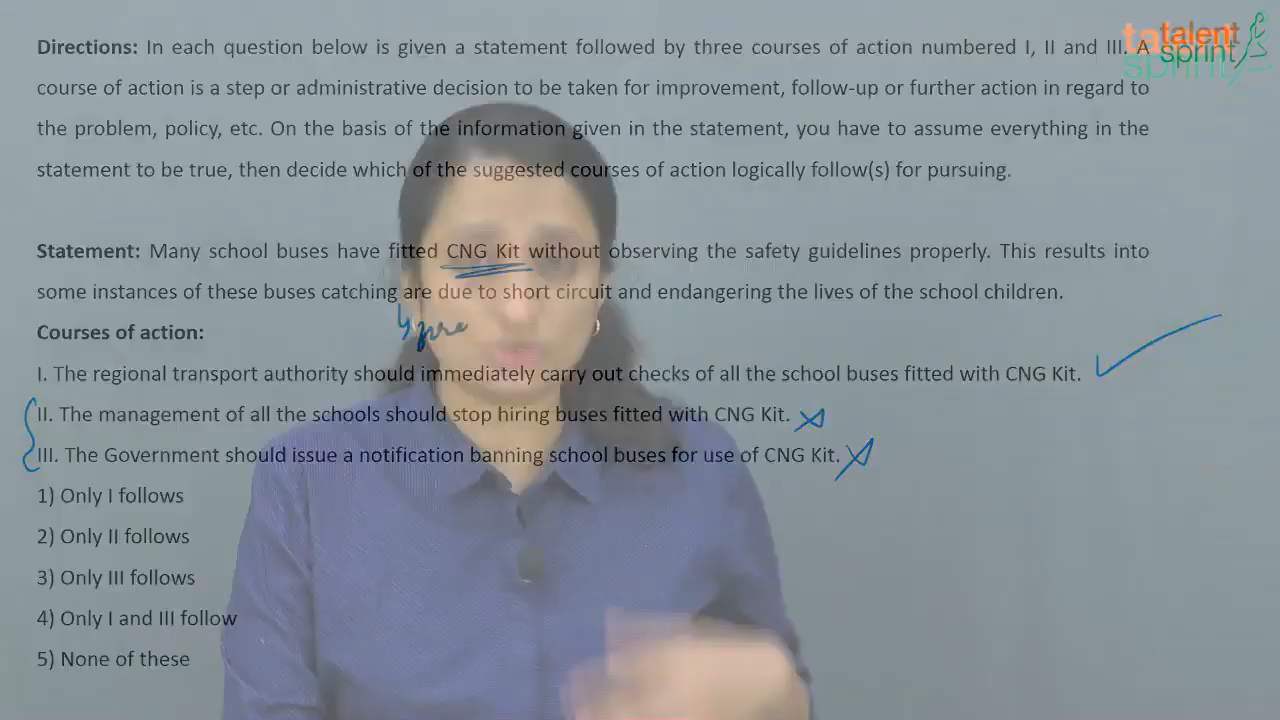 talent
sprint
Directions: In each question below is given a statement followed by three courses of action numbered I, II and III. A
course of action is a step or administrative decision to be taken for improvement, follow-up or further action in regard to
the problem, policy, etc. On the basis of the information given in the statement, you have to assume everything in the
statement to be true, then decide which of the suggested courses of action logically follow(s) for pursuing.
Statement: Many school buses have fitted CNG Kit without observing the safety guidelines properly. This results into
some instances of these buses catching are due to short circuit and endangering the lives of the school children.
fire
Courses of action:
I. The regional transport authority should immediately carry out checks of all the school buses fitted with CNG Kit.
II. The management of all the schools should stop hiring buses fitted with CNG Kit.
III. The Government should issue a notification banning school buses for use of CNG Kit.
1) Only I follows
2) Only II follows
3) Only III follows
4) Only I and III follow
5) None of these